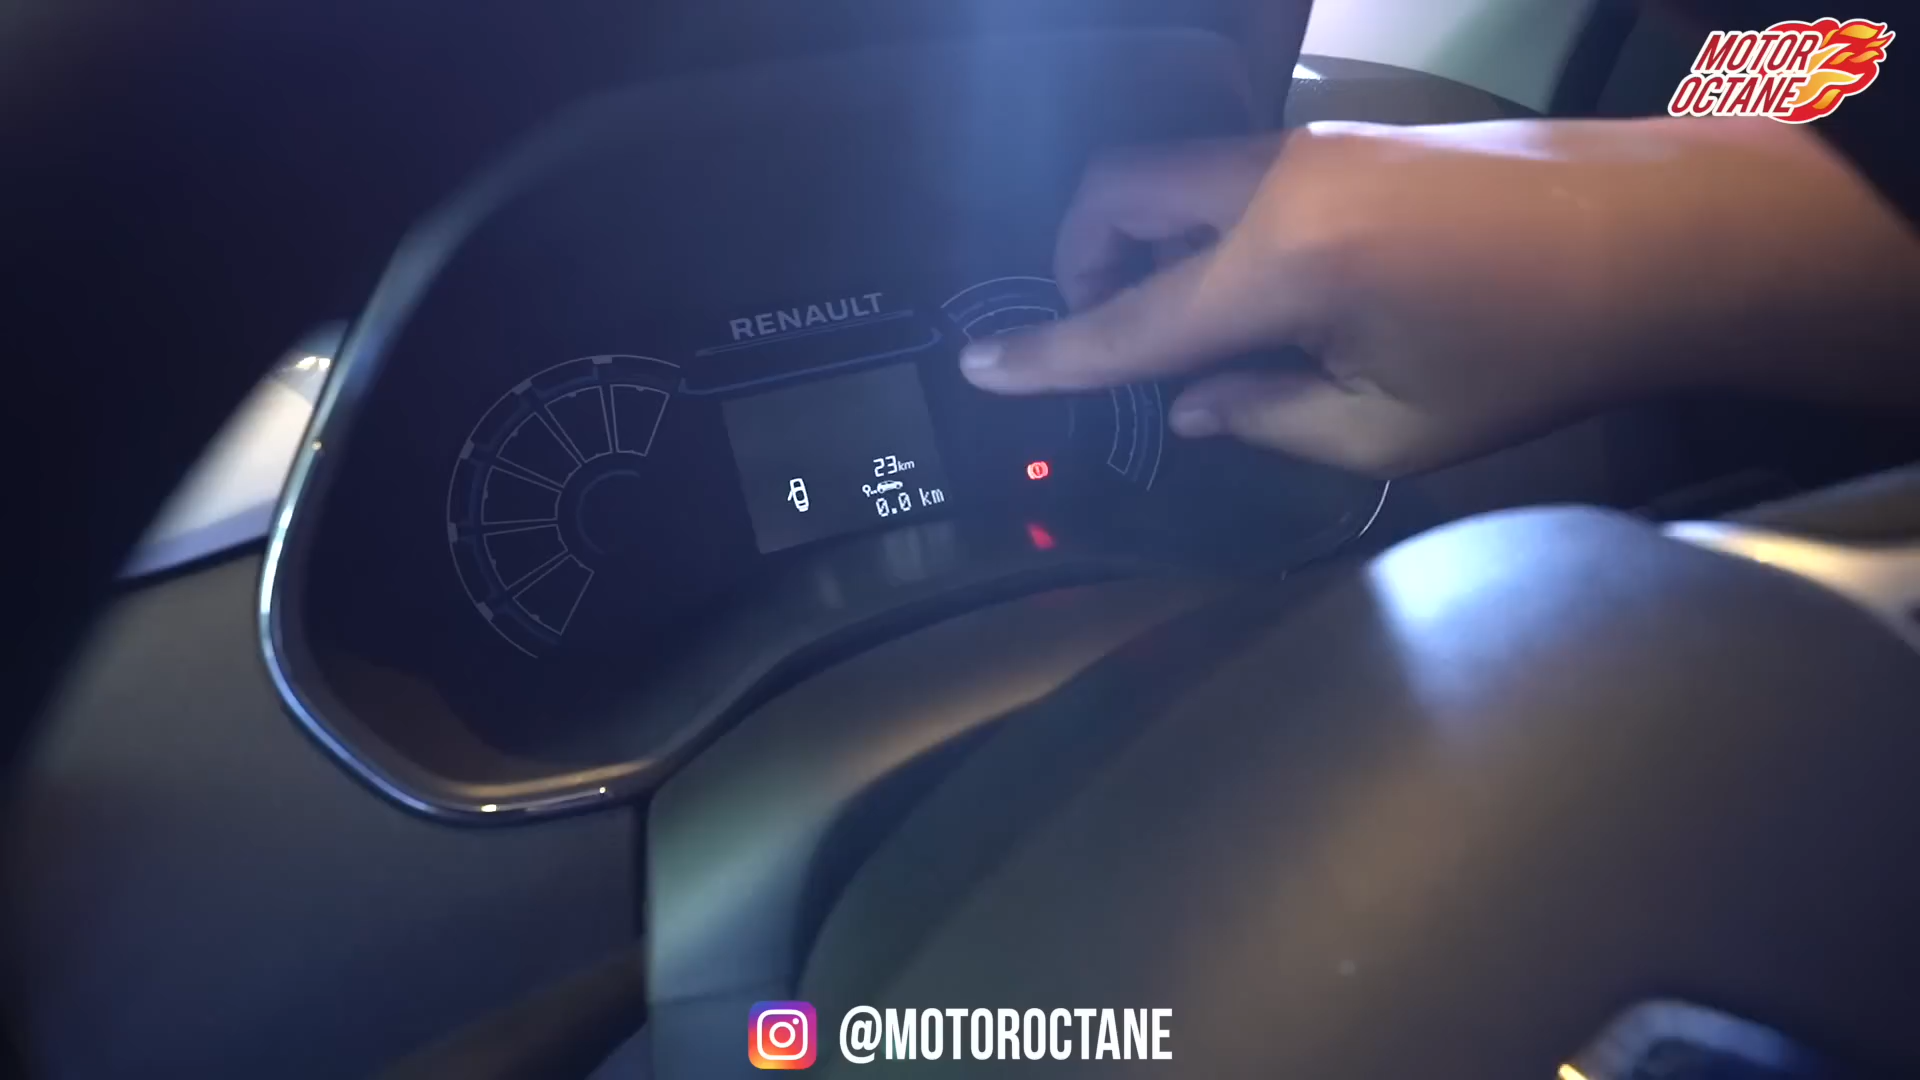 MOTOR
OCTANE
RENAULT
23km
0.0 km
@MOTOROCTANE